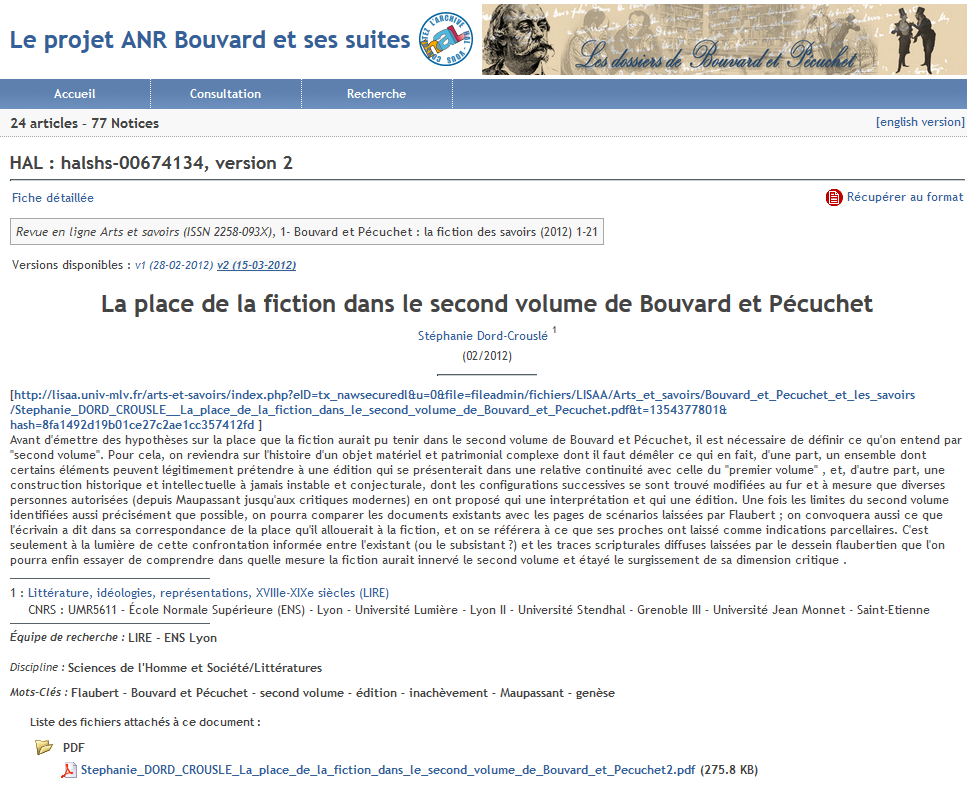 Le projet ANR Bouvard et ses suites
CONSULTEZ L'ARCHIVE HAL VOUS
Les dossiers de Bouvard et Pécuchet
Accueil Consultation Recherche
24 articles - 77 Notices [english version]
HAL : halshs-00674134, version 2
Fiche détaillée Récupérer au format
Revue en ligne Arts et savoirs (ISSN 2258-093X), 1- Bouvard et Pécuchet : la fiction des savoirs (2012) 1-21
Versions disponibles : v1 (28-02-2012) v2 (15-03-2012)
La place de la fiction dans le second volume de Bouvard et Pécuchet
Stéphanie Dord-Crouslé 1
(02/2012)
[http://lisaa.univ-mlv.fr/arts-et-savoirs/index.php?eID=tx_nawsecuredl&u=0&file=fileadmin/fichiers/LISAA/Arts_et_savoirs/Bouvard_et_Pecuchet_et_les_savoirs
/Stephanie_DORD_CROUSLE__La_place_de_la_fiction_dans_le_second_volume_de_Bouvard_et_Pecuchet.pdf&t=1354377801&
hash=8fa1492d19b01ce27c2ae1cc357412fd ]
Avant d'émettre des hypothèses sur la place que la fiction aurait pu tenir dans le second volume de Bouvard et Pécuchet, il est nécessaire de définir ce qu'on entend par
"second volume". Pour cela, on reviendra sur l'histoire d'un objet matériel et patrimonial complexe dont il faut démêler ce qui en fait, d'une part, un ensemble dont
certains éléments peuvent légitimement prétendre à une édition qui se présenterait dans une relative continuité avec celle du "premier volume" , et, d'autre part, une
construction historique et intellectuelle à jamais instable et conjecturale, dont les configurations successives se sont trouvé modifiées au fur et à mesure que diverses
personnes autorisées (depuis Maupassant jusqu'aux critiques modernes) en ont proposé qui une interprétation et qui une édition. Une fois les limites du second volume
identifiées aussi précisément que possible, on pourra comparer les documents existants avec les pages de scénarios laissées par Flaubert ; on convoquera aussi ce que
l'écrivain a dit dans sa correspondance de la place qu'il allouerait à la fiction, et on se référera à ce que ses proches ont laissé comme indications parcellaires. C'est
seulement à la lumière de cette confrontation informée entre l'existant (ou le subsistant ?) et les traces scripturales diffuses laissées par le dessein flaubertien que l'on
pourra enfin essayer de comprendre dans quelle mesure la fiction aurait innervé le second volume et étayé le surgissement de sa dimension critique .
1 : Littérature, idéologies, représentations, XVIIIe-XIXe siècles (LIRE)
CNRS : UMR5611 - École Normale Supérieure (ENS) - Lyon - Université Lumière - Lyon II - Université Stendhal - Grenoble III - Université Jean Monnet - Saint-Etienne
Équipe de recherche : LIRE - ENS Lyon
Discipline : Sciences de l'Homme et Société/Littératures
Mots-Clés : Flaubert - Bouvard et Pécuchet - second volume - édition - inachèvement - Maupassant - genèse
Liste des fichiers attachés à ce document :
PDF
Stephanie_DORD_CROUSLE_La_place_de_la_fiction_dans_le_second_volume_de_Bouvard_et_Pecuchet2.pdf (275.8 KB)